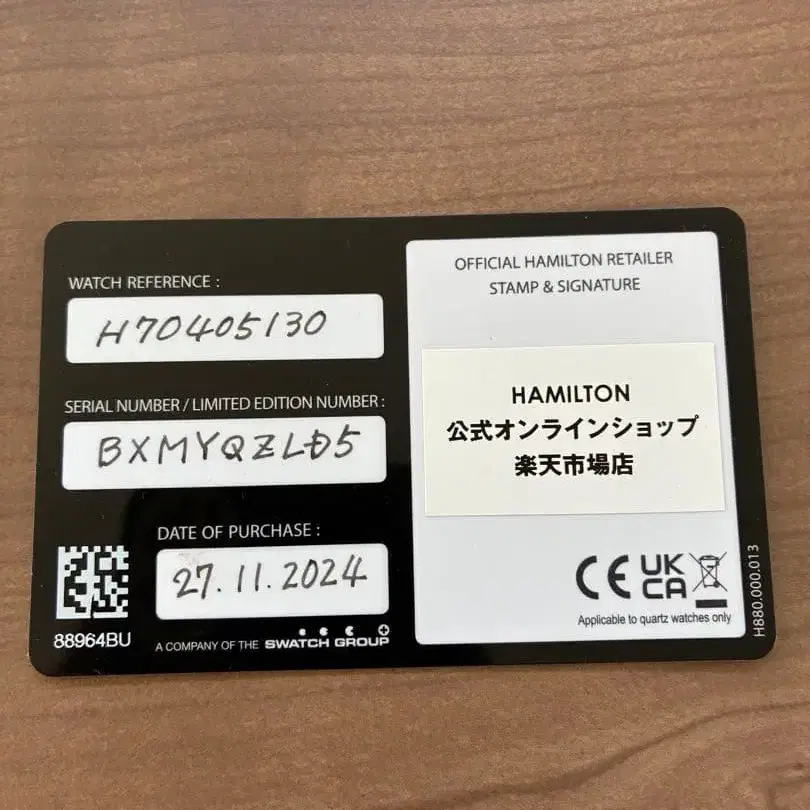 WATCH REFERENCE :
H70405130
SERIAL NUMBER / LIMITED EDITION NUMBER :
DATE OF PURCHASE :
27.11.2024
88964BU
A COMPANY OF THE SWATCH GROUP
OFFICIAL HAMILTON RETAILER
STAMP & SIGNATURE
HAMILTON
公式オンラインショップ
楽天市場店
CE UK
CA
Applicable to quartz watches only
H880.000.013